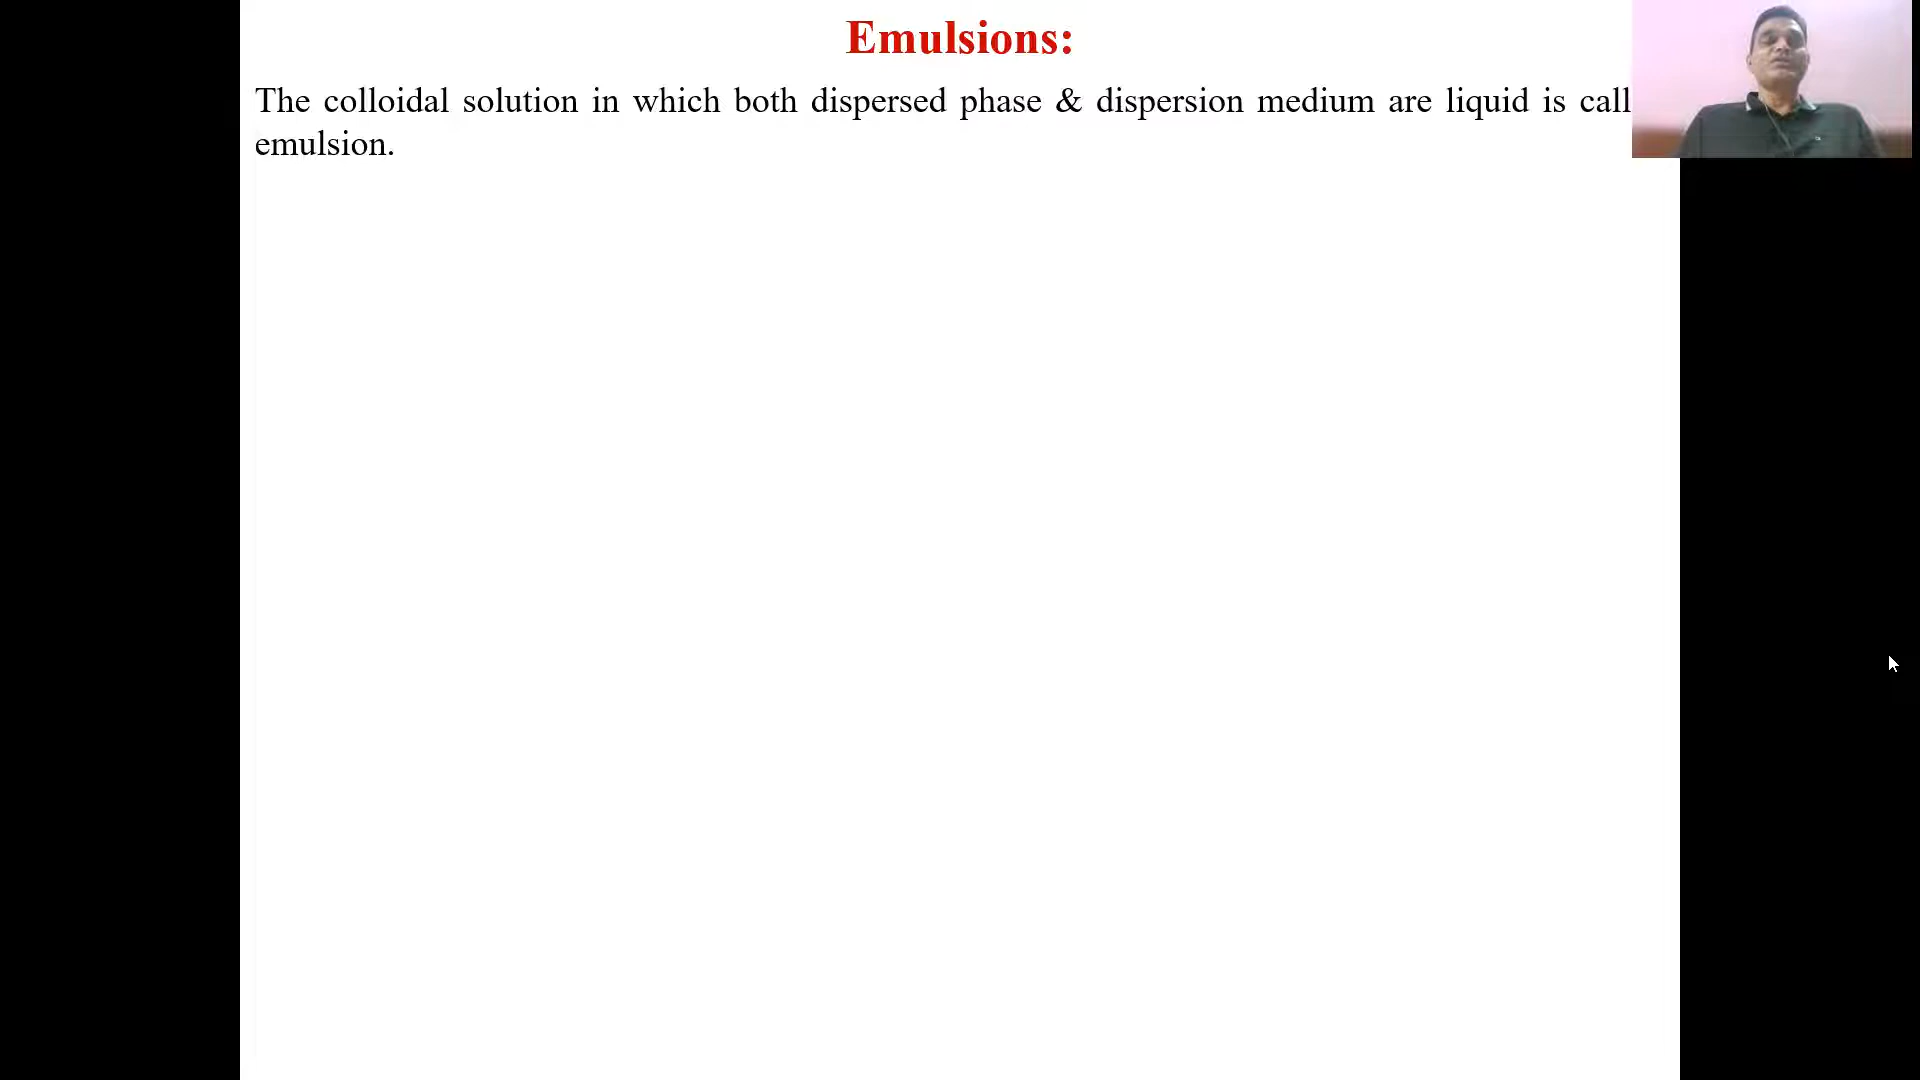 Emulsions:
The colloidal solution in which both dispersed phase & dispersion medium are liquid is call
emulsion.